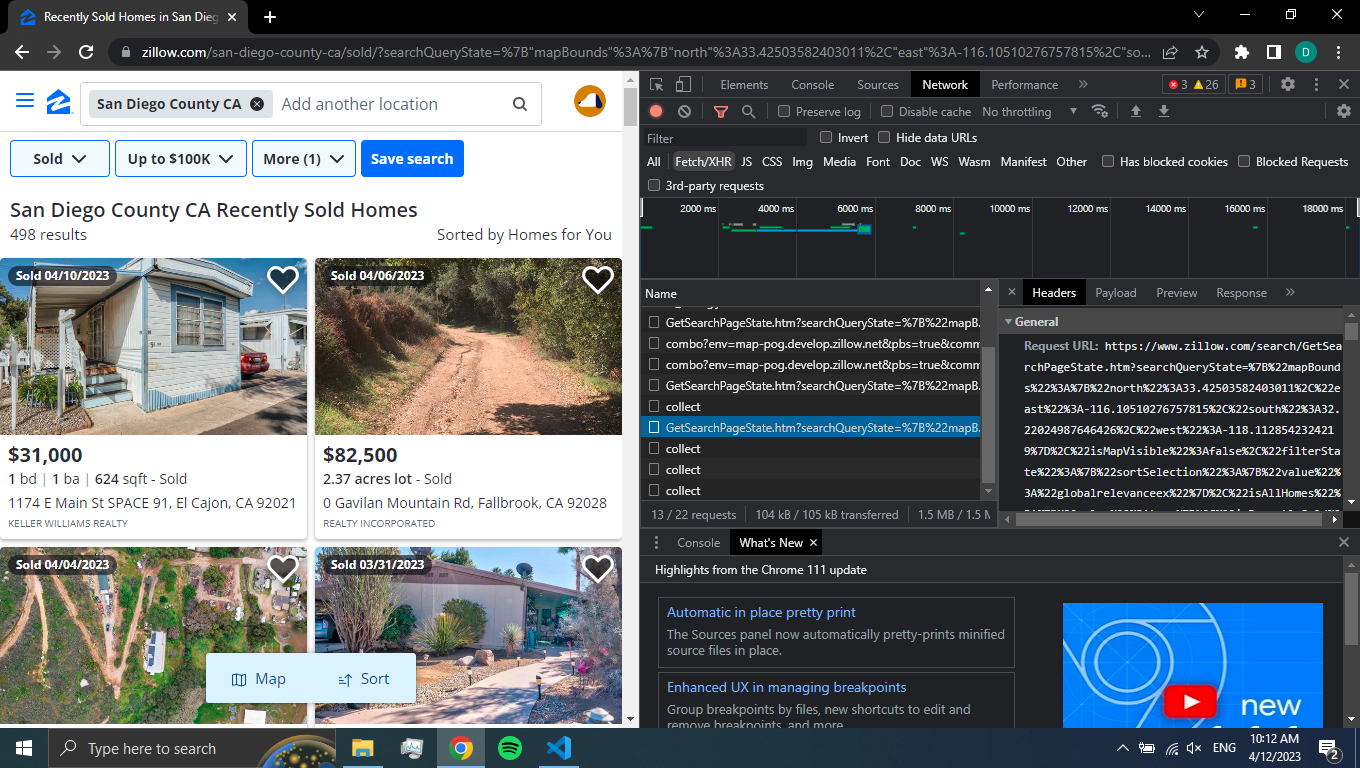 Recently Sold Homes in San Dieg
zillow.com/san-diego-county-ca/sold/?searchQueryState=%7B"mapBounds"%3A%7B"north"%3A33.42503582403011%2C"east"%3A-116.10510276757815%2C"so...
D
San Diego County CA
Add another location
Sold
Up to $100K
More (1)
Save search
San Diego County CA Recently Sold Homes
498 results
Sorted by Homes for You
Sold 04/10/2023
$31,000
1 bd | 1 ba | 624 sqft - Sold
1174 E Main St SPACE 91, El Cajon, CA 92021
KELLER WILLIAMS REALTY
Sold 04/06/2023
$82,500
2.37 acres lot - Sold
0 Gavilan Mountain Rd, Fallbrook, CA 92028
REALTY INCORPORATED
Sold 04/04/2023
Sold 03/31/2023
Map
Sort
Elements
Console
Sources
Network
Performance
3
26
3
Preserve log
Disable cache
No throttling
Filter
Invert
Hide data URLs
All
Fetch/XHR
JS
CSS
Img
Media
Font
Doc
WS
Wasm
Manifest
Other
Has blocked cookies
Blocked Requests
3rd-party requests
2000 ms
4000 ms
6000 ms
8000 ms
10000 ms
12000 ms
14000 ms
16000 ms
18000 ms
Name
GetSearchPageState.htm?searchQueryState=%7B%22mapB...
combo?env=map-pog.develop.zillow.net&pbs=true&comm
combo?env=map-pog.develop.zillow.net&pbs=true&comm
GetSearchPageState.htm?searchQueryState=%7B%22mapB...
collect
GetSearchPageState.htm?searchQueryState=%7B%22mapB...
collect
collect
collect
13 / 22 requests
104 kB / 105 kB transferred
1.5 MB / 1.5 M
Headers
Payload
Preview
Response
General
Request URL: https://www.zillow.com/search/GetSea
rchPageState.htm?searchQueryState=%7B%22mapBound
s%22%3A%7B%22north%22%3A33.42503582403011%2C%22e
ast%22%3A-116.10510276757815%2C%22south%22%3A32.
22024987646426%2C%22west%22%3A-118.112854232421
9%7D%2C%22isMapVisible%22%3Afalse%2C%22filterSta
te%22%3A%7B%22sortSelection%22%3A%7B%22value%22%
3A%22globalrelevanceex%22%7D%2C%22isAllHomes%22%
Console
What's New
Highlights from the Chrome 111 update
Automatic in place pretty print
The Sources panel now automatically pretty-prints minified
source files in place.
Enhanced UX in managing breakpoints
Group breakpoints by files, new shortcuts to edit and
remove breakpoints, and more.
new
Type here to search
ENG
10:12 AM
4/12/2023
2